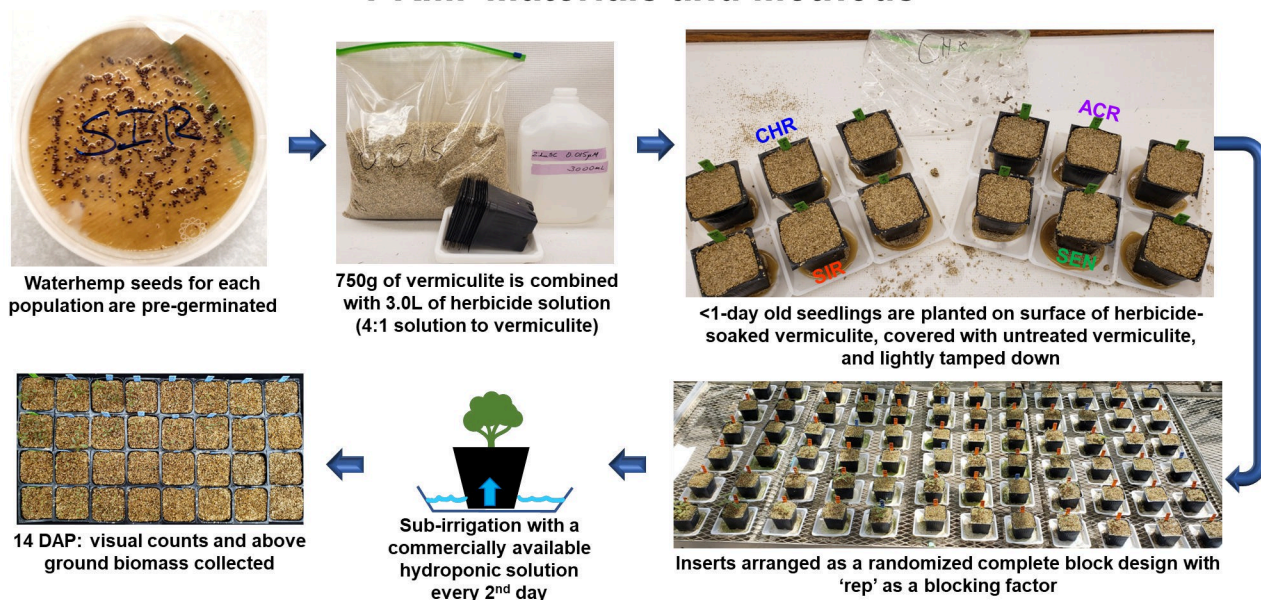 SIR
Waterhemp seeds for each
population are pre-germinated
3000mL
750g of vermiculite is combined
with 3.0L of herbicide solution
(4:1 solution to vermiculite)
CHR
CHR
ACR
SIR
SEN
<1-day old seedlings are planted on surface of herbicide-
soaked vermiculite, covered with untreated vermiculite,
and lightly tamped down
Inserts arranged as a randomized complete block design with
‘rep’ as a blocking factor
Sub-irrigation with a
commercially available
hydroponic solution
every 2nd day
14 DAP: visual counts and above
ground biomass collected